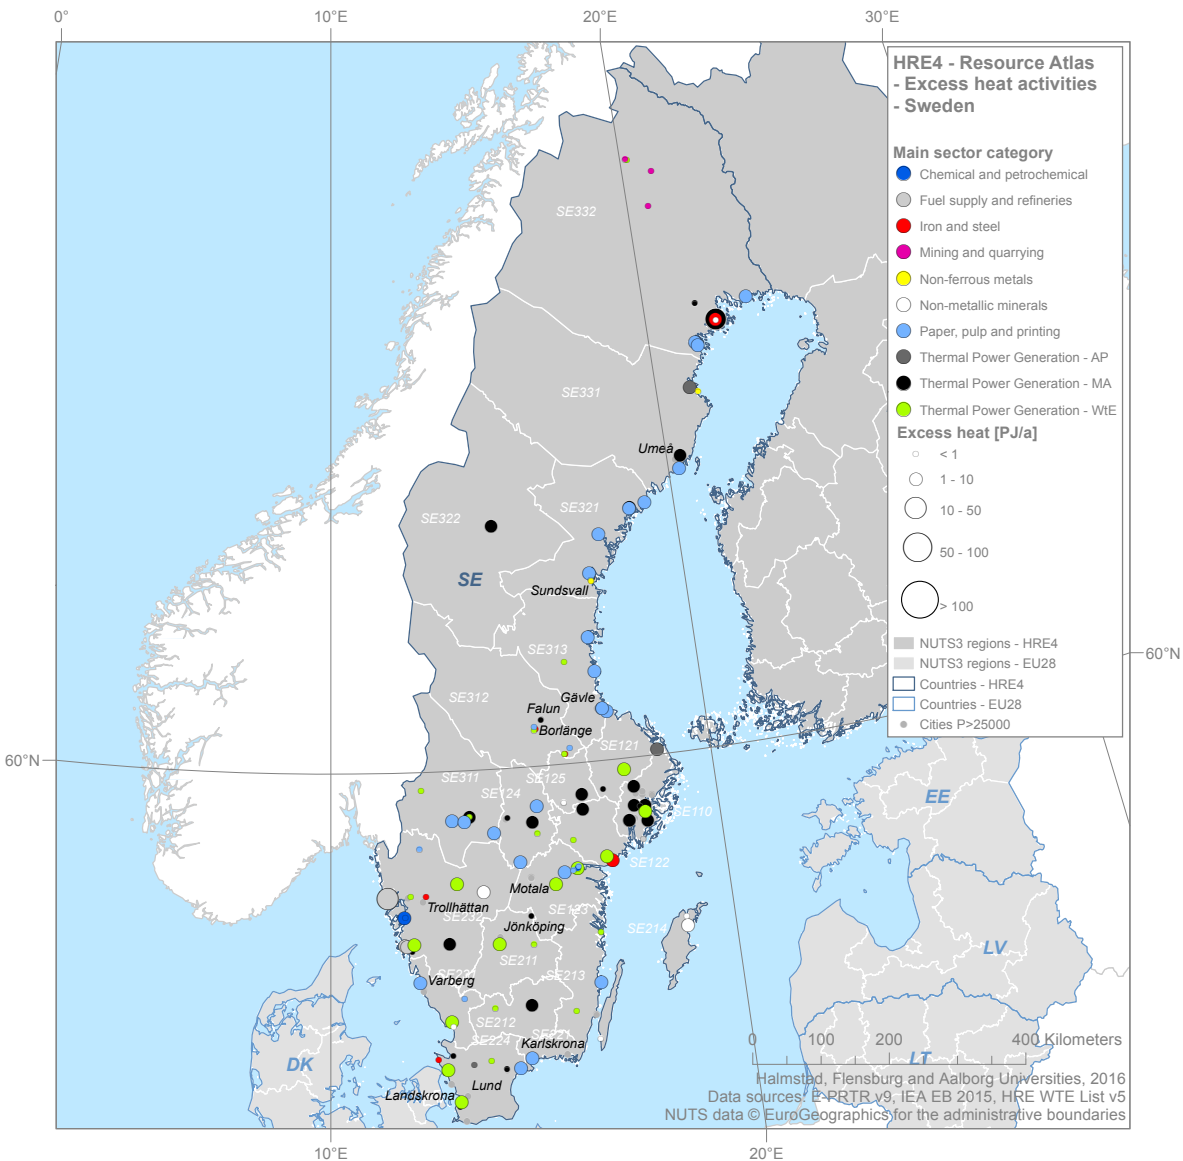 0°
10°E
20°E
30°E
HRE4 - Resource Atlas
- Excess heat activities
- Sweden
Main sector category
Chemical and petrochemical
Fuel supply and refineries
Iron and steel
Mining and quarrying
Non-ferrous metals
Non-metallic minerals
Paper, pulp and printing
Thermal Power Generation - AP
Thermal Power Generation - MA
Thermal Power Generation - WtE
Excess heat [PJ/a]
< 1
1 - 10
10 - 50
50 - 100
> 100
NUTS3 regions - HRE4
NUTS3 regions - EU28
Countries - HRE4
Countries - EU28
Cities P>25000
SE332
SE331
Umeå
SE321
SE322
SE
Sundsvall
SE313
60°N
SE312
Gävle
Falun
Borlänge
SE121
60°N
SE311
SE125
SE124
SE110
EE
SE122
Motala
Trollhättan
SE123
SE232
Jönköping
SE214
SE211
LV
SE213
Varberg
SE212
SE224
SE221
Karlskrona
DK
Lund
Landskrona
LT
0
100
200
400 Kilometers
Halmstad, Flensburg and Aalborg Universities, 2016
Data sources: E-PRTR v9, IEA EB 2015, HRE WTE List v5
NUTS data © EuroGeographics for the administrative boundaries
10°E
20°E